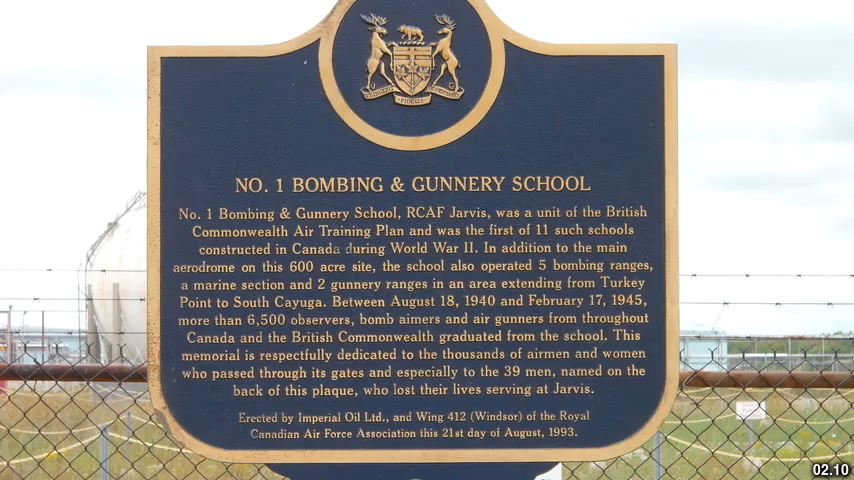 FIDELIS
NO. 1 BOMBING & GUNNERY SCHOOL
No. 1 Bombing & Gunnery School, RCAF Jarvis, was a unit of the British
Commonwealth Air Training Plan and was the first of 11 such schools
constructed in Canada during World War II. In addition to the main
aerodrome on this 600 acre site, the school also operated 5 bombing ranges,
a marine section and 2 gunnery ranges in an area extending from Turkey
Point to South Cayuga. Between August 18, 1940 and February 17, 1945,
more than 6,500 observers, bomb aimers and air gunners from throughout
Canada and the British Commonwealth graduated from the school. This
memorial is respectfully dedicated to the thousands of airmen and women
who passed through its gates and especially to the 39 men, named on the
back of this plaque, who lost their lives serving at Jarvis.
Erected by Imperial Oil Ltd., and Wing 412 (Windsor) of the Royal
Canadian Air Force Association this 21st day of August, 1993.
02.10